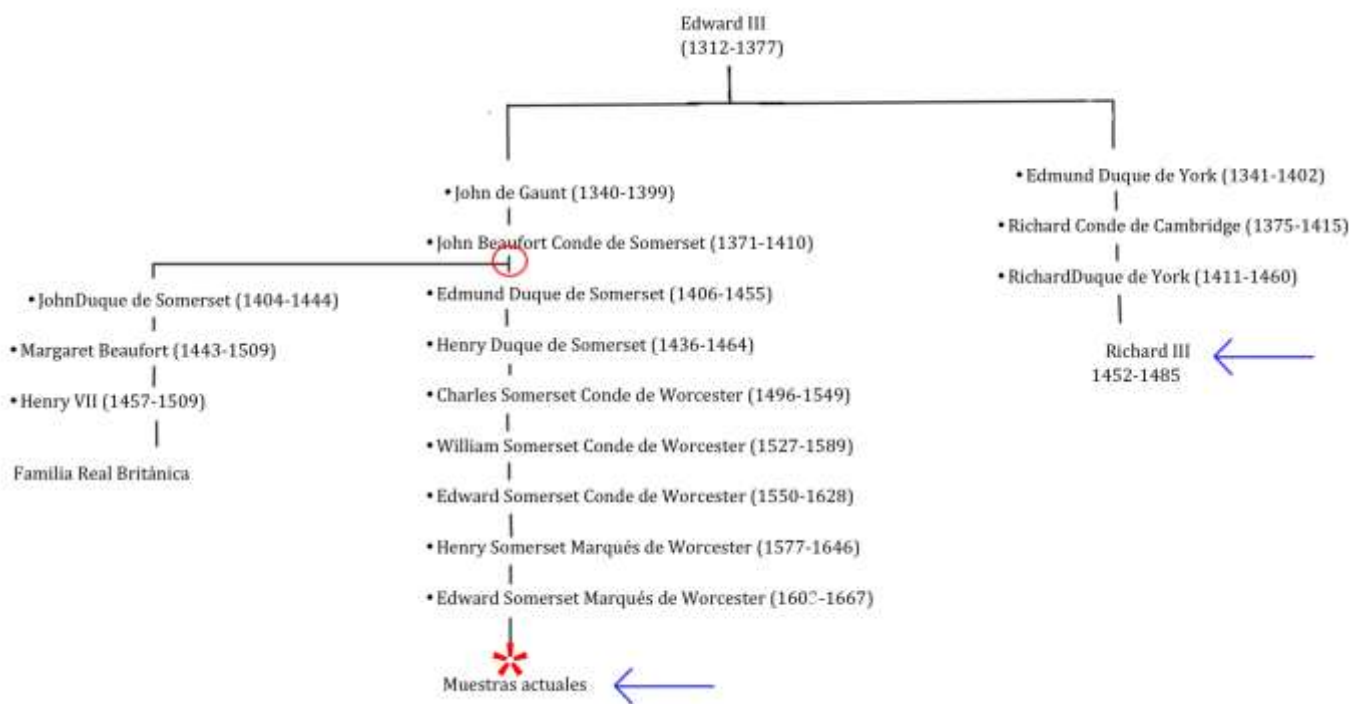 Edward III
(1312-1377)
• John de Gaunt (1340-1399)
• John Beaufort Conde de Somerset (1371-1410)
• JohnDuque de Somerset (1404-1444)
• Margaret Beaufort (1443-1509)
• Henry VII (1457-1509)
Familia Real Británica
• Edmund Duque de Somerset (1406-1455)
• Henry Duque de Somerset (1436-1464)
• Charles Somerset Conde de Worcester (1496-1549)
• William Somerset Conde de Worcester (1527-1589)
• Edward Somerset Conde de Worcester (1550-1628)
• Henry Somerset Marqués de Worcester (1577-1646)
• Edward Somerset Marqués de Worcester
Muestras actuales
• Edmund Duque de York (1341-1402)
• Richard Conde de Cambridge (1375-1415)
• RichardDuque de York (1411-1460)
Richard III
1452-1485